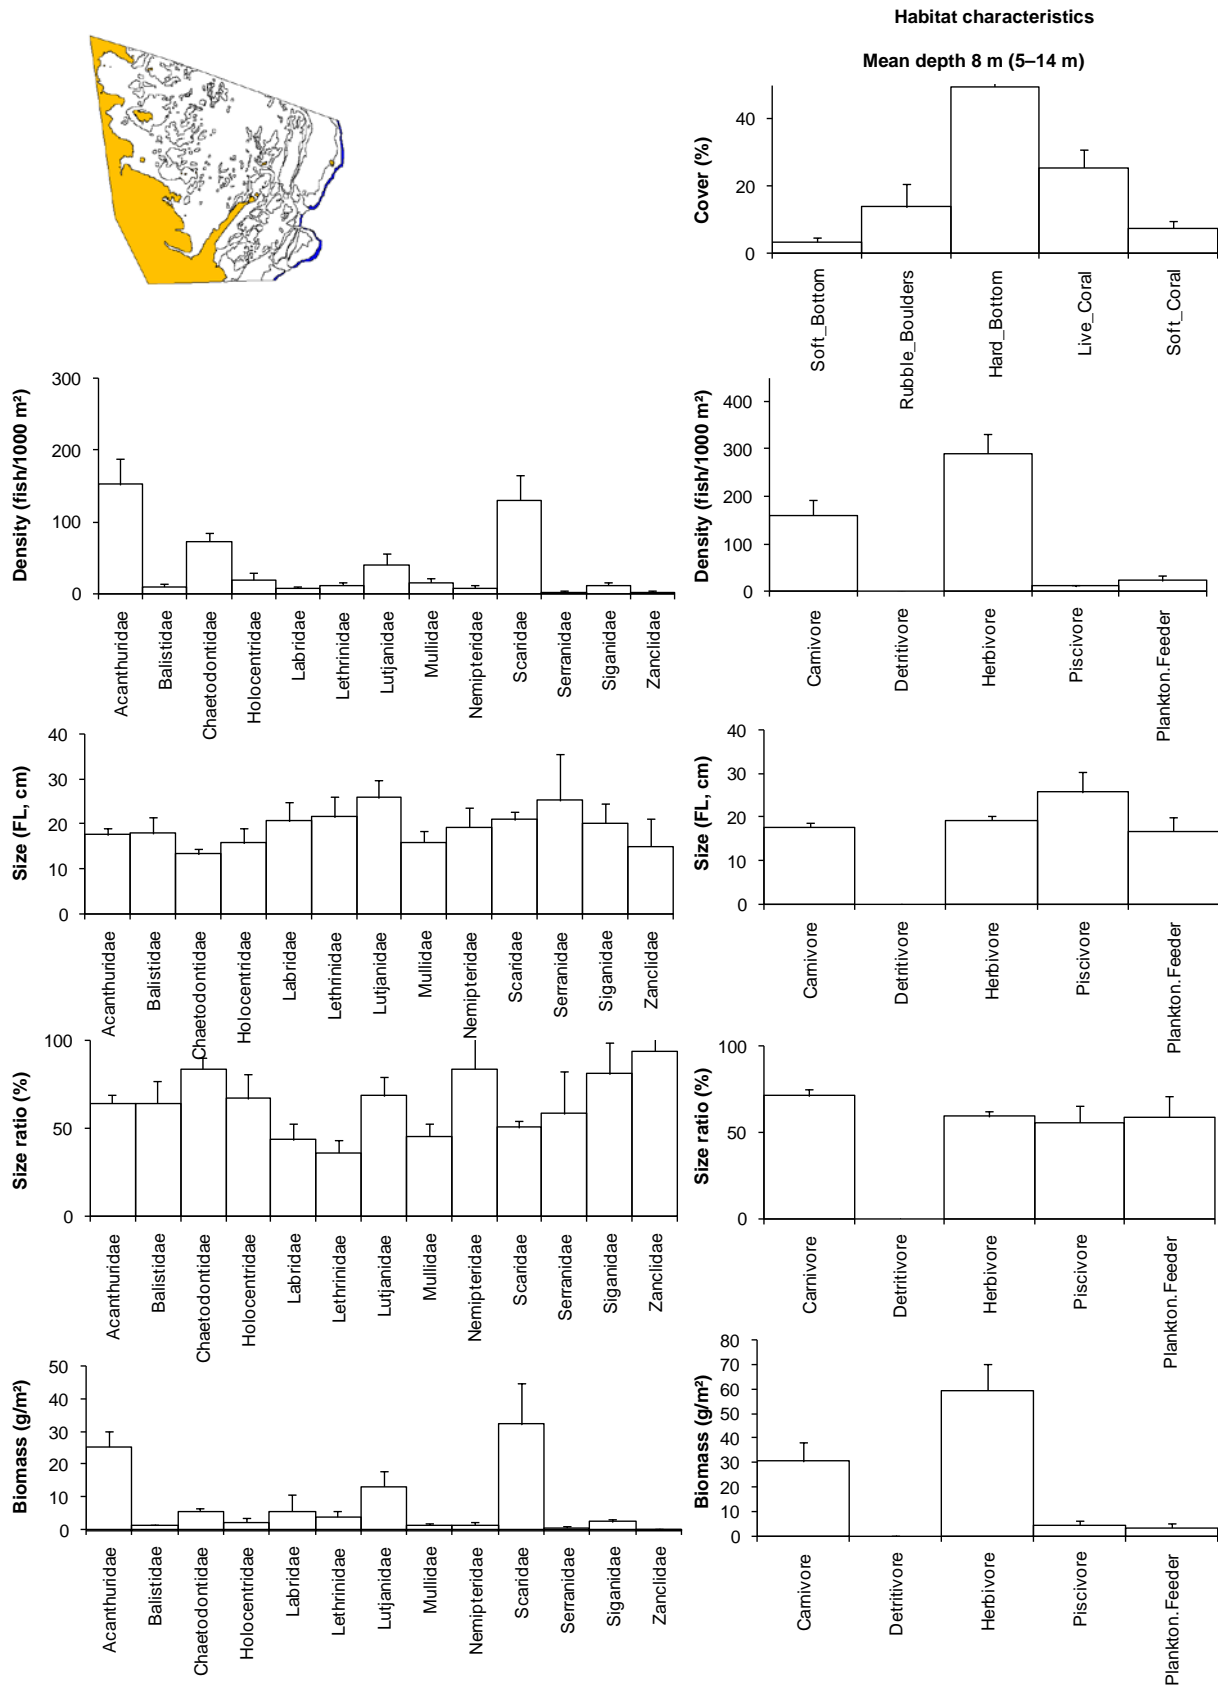 Habitat characteristics
Mean depth 8 m (5–14 m)
Cover (%)
40
20
0
Soft_Bottom
Rubble_Boulders
Hard_Bottom
Live_Coral
Soft_Coral
Density (fish/1000 m²)
300
200
100
0
Acanthuridae
Balistidae
Chaetodontidae
Holocentridae
Labridae
Lethrinidae
Lutjanidae
Mullidae
Nemipteridae
Scaridae
Serranidae
Siganidae
Zanclidae
Density (fish/1000 m²)
400
300
200
100
0
Carnivore
Detritivore
Herbivore
Piscivore
Plankton.Feeder
Size (FL, cm)
40
30
20
10
0
Acanthuridae
Balistidae
Chaetodontidae
Holocentridae
Labridae
Lethrinidae
Lutjanidae
Mullidae
Nemipteridae
Scaridae
Serranidae
Siganidae
Zanclidae
Size (FL, cm)
40
30
20
10
0
Carnivore
Detritivore
Herbivore
Piscivore
Plankton.Feeder
Size ratio (%)
100
50
0
Acanthuridae
Balistidae
Chaetodontidae
Holocentridae
Labridae
Lethrinidae
Lutjanidae
Mullidae
Nemipteridae
Scaridae
Serranidae
Siganidae
Zanclidae
Size ratio (%)
100
50
0
Carnivore
Detritivore
Herbivore
Piscivore
Plankton.Feeder
Biomass (g/m²)
50
40
30
20
10
0
Acanthuridae
Balistidae
Chaetodontidae
Holocentridae
Labridae
Lethrinidae
Lutjanidae
Mullidae
Nemipteridae
Scaridae
Serranidae
Siganidae
Zanclidae
Biomass (g/m²)
80
70
60
50
40
30
20
10
0
Carnivore
Detritivore
Herbivore
Piscivore
Plankton.Feeder